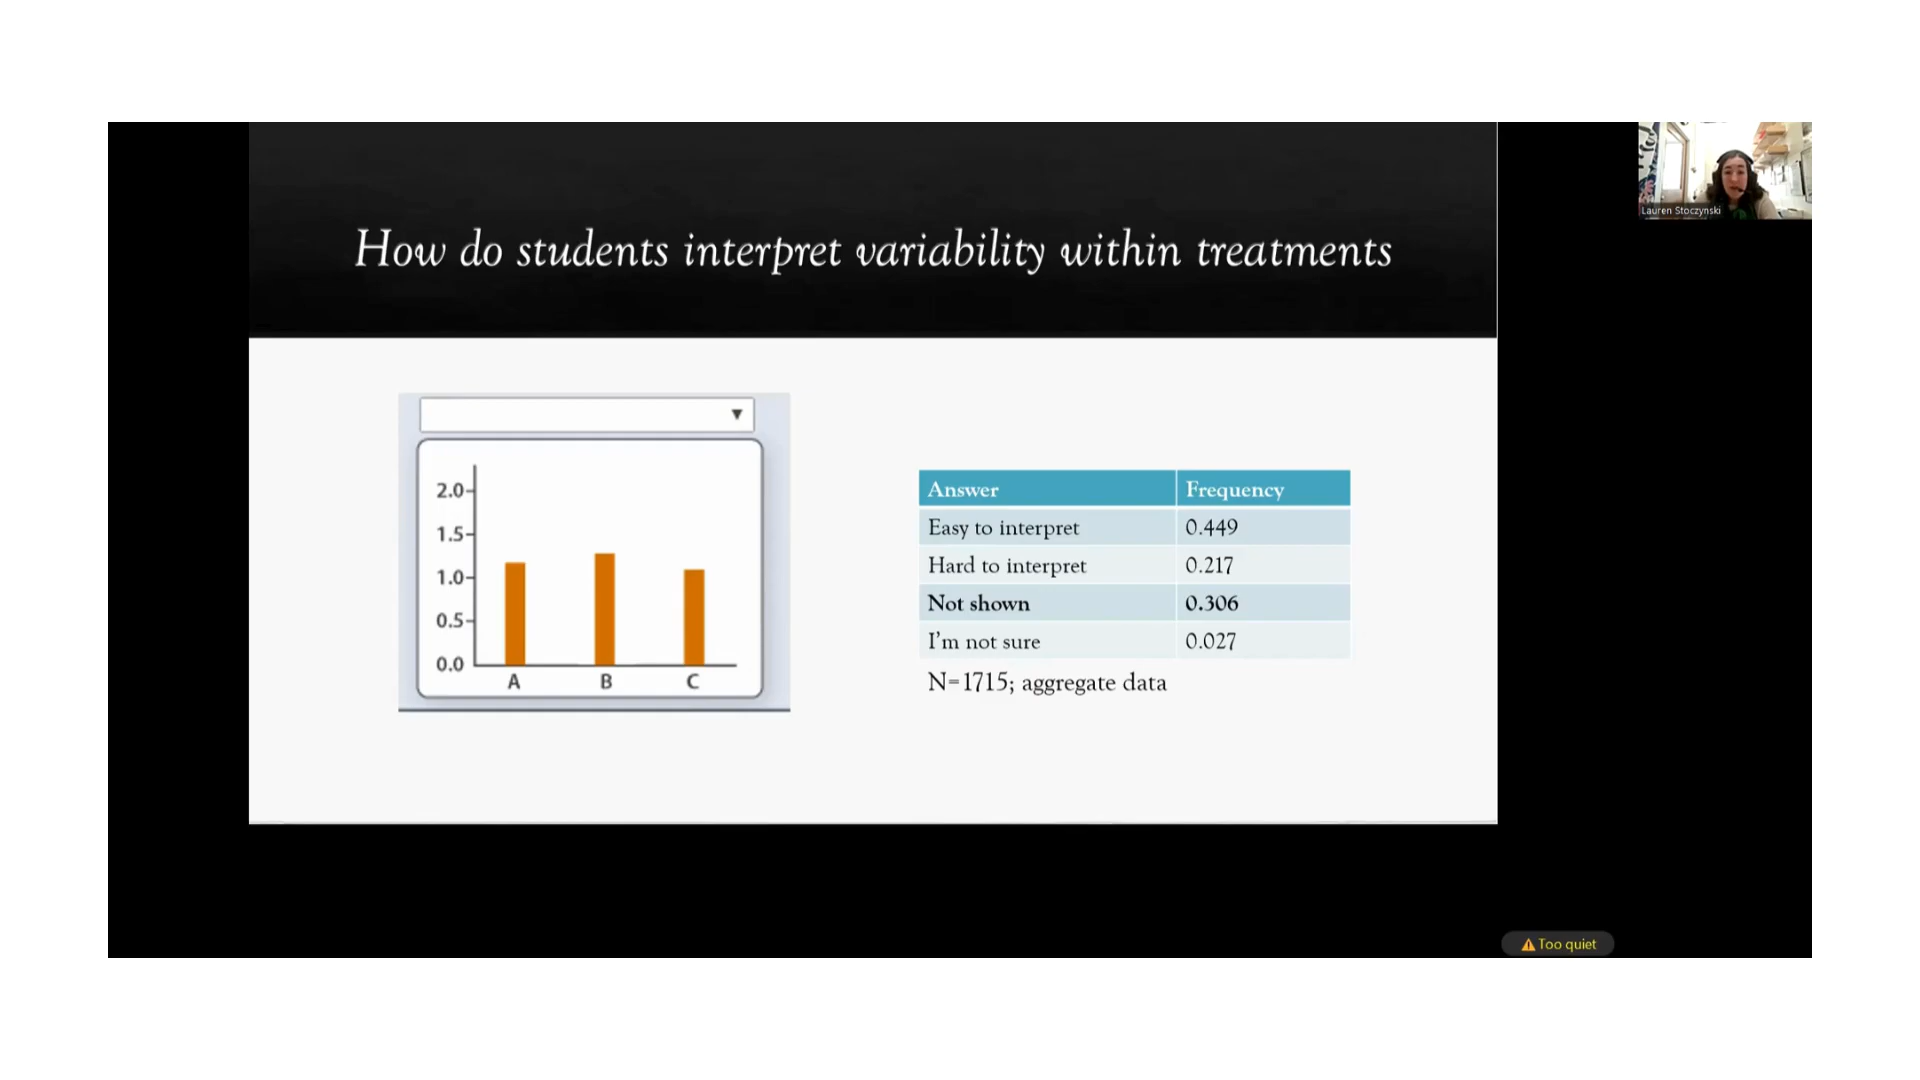 Lauren Stoczynski
How do students interpret variability within treatments
▼
2.0
1.5
1.0
0.5
0.0
A B C
Answer Frequency
Easy to interpret 0.449
Hard to interpret 0.217
Not shown 0.306
I'm not sure 0.027
N=1715; aggregate data
Too quiet